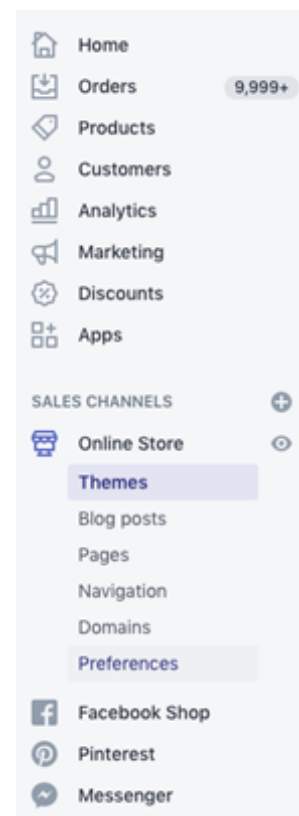 Home
Orders 9,999+
Products
Customers
Analytics
Marketing
Discounts
Apps
SALES CHANNELS
Online Store
Themes
Blog posts
Pages
Navigation
Domains
Preferences
Facebook Shop
Pinterest
Messenger